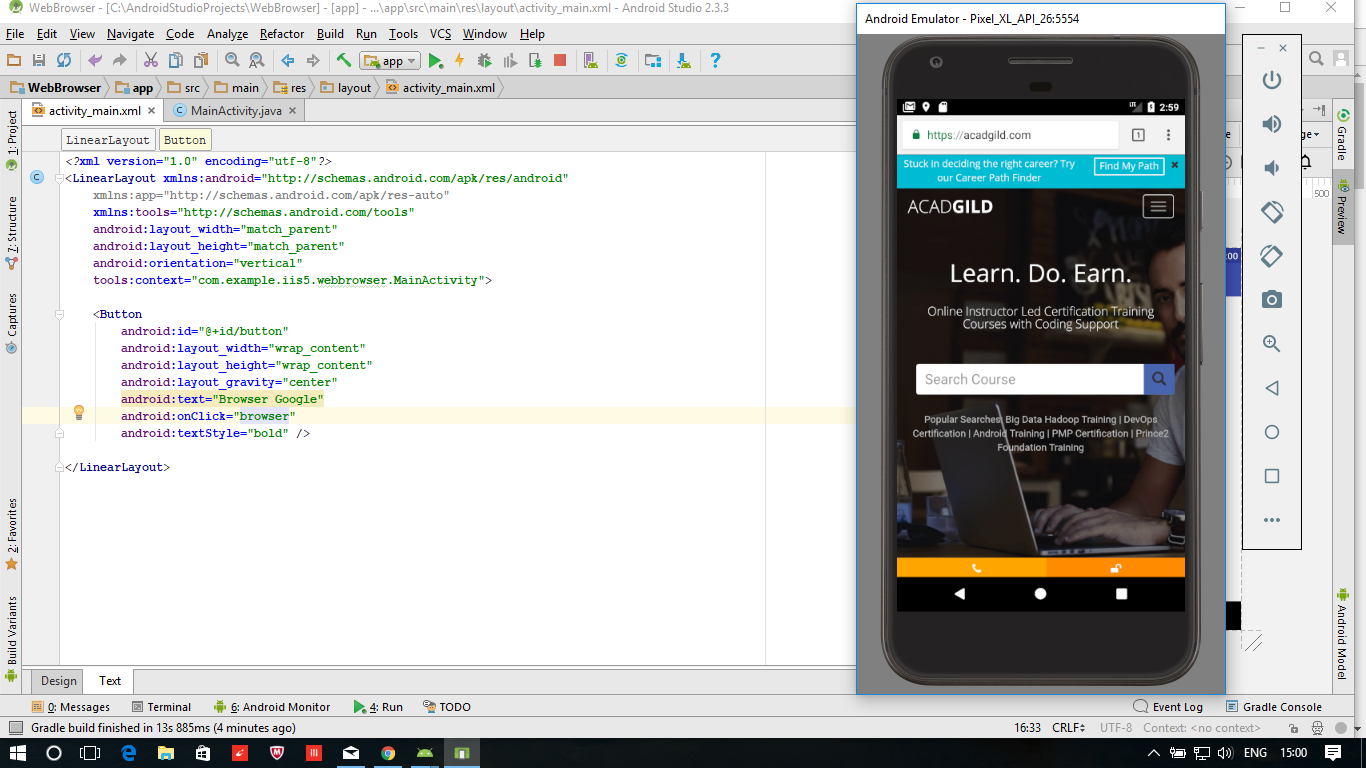 WebBrowser - [C:\AndroidStudioProjects\WebBrowser] - [app] - ...\app\src\main\res\layout\activity_main.xml - Android Studio 2.3.3
File Edit View Navigate Code Analyze Refactor Build Run Tools VCS Window Help
app
WebBrowser app src main res layout activity_main.xml
activity_main.xml MainActivity.java
LinearLayout Button
<?xml version="1.0" encoding="utf-8"?>
<LinearLayout xmlns:android="http://schemas.android.com/apk/res/android"
xmlns:app="http://schemas.android.com/apk/res-auto"
xmlns:tools="http://schemas.android.com/tools"
android:layout_width="match_parent"
android:layout_height="match_parent"
android:orientation="vertical"
tools:context="com.example.iis5.webbrowser.MainActivity">
<Button
android:id="@+id/button"
android:layout_width="wrap_content"
android:layout_height="wrap_content"
android:layout_gravity="center"
android:text="Browser Google"
android:onClick="browser"
android:textStyle="bold" />
</LinearLayout>
1: Project
7: Structure
Captures
2: Favorites
Build Variants
Design Text
Android Emulator - Pixel_XL_API_26:5554
LTE 2:59
https://acadgild.com 1
Stuck in deciding the right career? Try
our Career Path Finder
Find My Path
ACADGILD
Learn. Do. Earn.
Online Instructor Led Certification Training
Courses with Coding Support
Search Course
Popular Searches: Big Data Hadoop Training | DevOps
Certification | Android Training | PMP Certification | Prince2
Foundation Training
500
:00
Gradle
Preview
Android Model
0: Messages Terminal 6: Android Monitor 4: Run TODO Event Log Gradle Console
Gradle build finished in 13s 885ms (4 minutes ago) 16:33 CRLF UTF-8 Context: <no context>
ENG 15:00